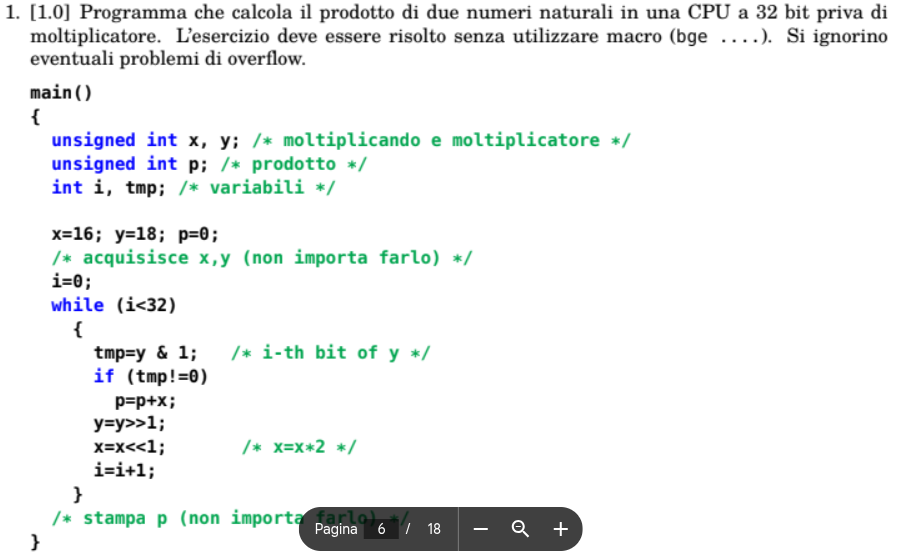 1. [1.0] Programma che calcola il prodotto di due numeri naturali in una CPU a 32 bit priva di
moltiplicatore. L'esercizio deve essere risolto senza utilizzare macro (bge ....). Si ignorino
eventuali problemi di overflow.
main()
{
unsigned int x, y; /* moltiplicando e moltiplicatore */
unsigned int p; /* prodotto */
int i, tmp; /* variabili */
x=16; y=18; p=0;
/* acquisisce x,y (non importa farlo) */
i=0;
while (i<32)
{
tmp=y & 1; /* i-th bit of y */
if (tmp!=0)
p=p+x;
y=y>>1;
x=x<<1; /* x=x*2 */
i=i+1;
}
/* stampa p (non importa farlo) */
}
Pagina 6 / 18